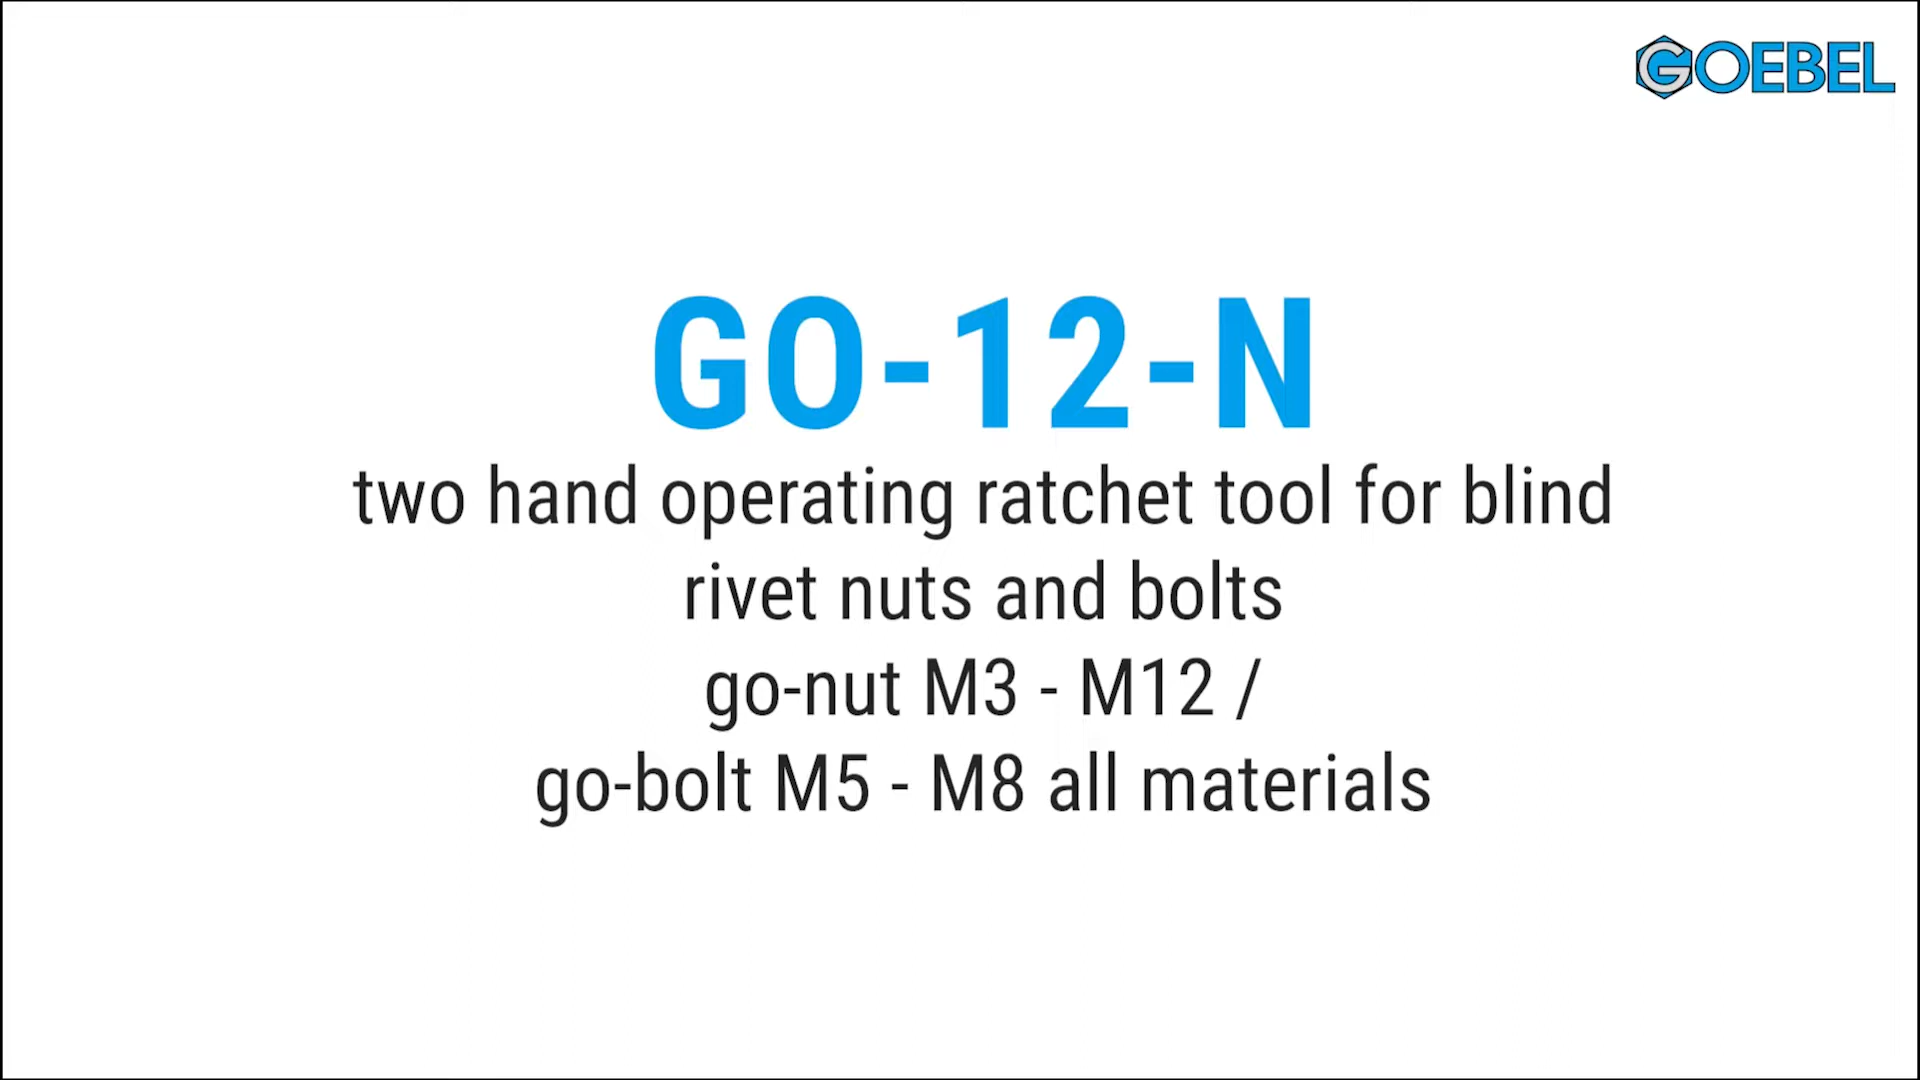 GOEBEL
GO-12-N
two hand operating ratchet tool for blind
rivet nuts and bolts
go-nut M3 - M12 /
go-bolt M5 - M8 all materials